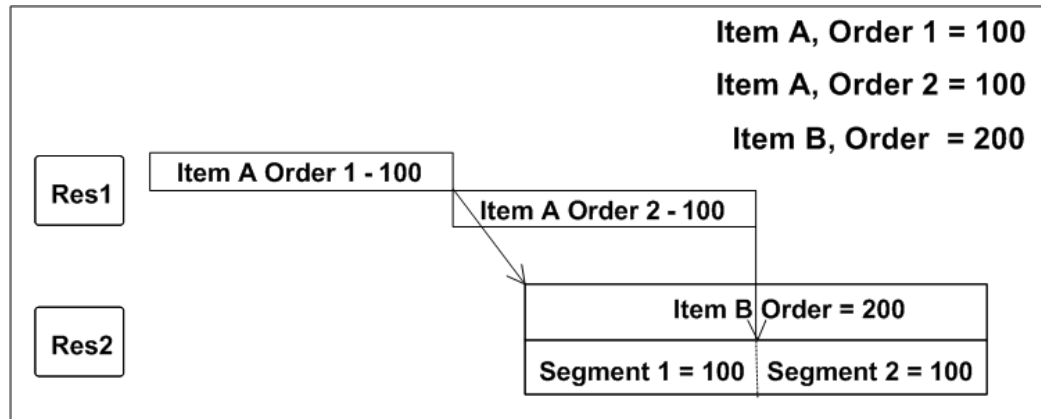 Item A, Order 1 = 100
Item A, Order 2 = 100
Item B, Order = 200
Res1
Item A Order 1 - 100
Item A Order 2 - 100
Item B Order = 200
Res2
Segment 1 = 100
Segment 2 = 100